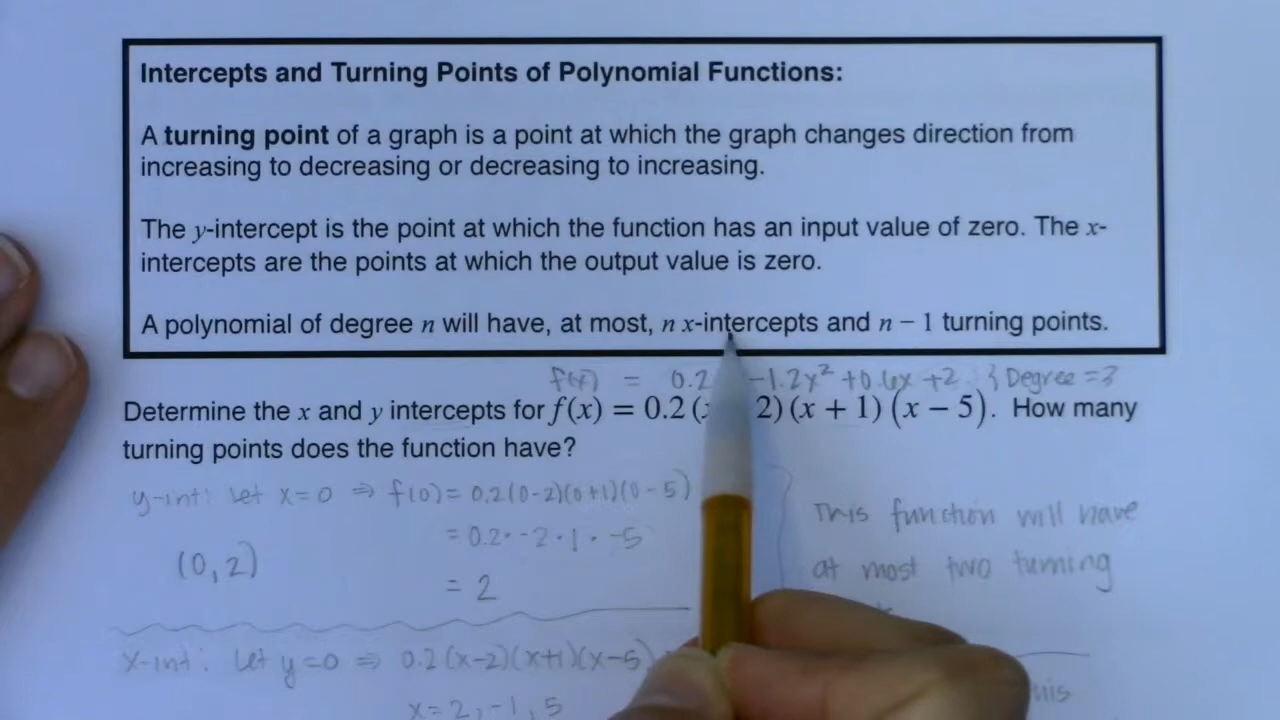 Intercepts and Turning Points of Polynomial Functions:
A turning point of a graph is a point at which the graph changes direction from
increasing to decreasing or decreasing to increasing.
The y-intercept is the point at which the function has an input value of zero. The x-
intercepts are the points at which the output value is zero.
A polynomial of degree n will have, at most, n x-intercepts and n − 1 turning points.
f(x) = 0.2 −1.2x² +0.6x +2 } Degree = 3
Determine the x and y intercepts for f(x) = 0.2 ( 2) (x + 1) (x − 5). How many
turning points does the function have?
y-int: Let x=0 ⇒ f(0) = 0.2(0-2)(0+1)(0-5)
= 0.2 · -2 · 1 · -5
(0,2)
= 2
This function will have
at most two turning
x-int: Let y=0 ⇒ 0.2(x-2)(x+1)(x-5)
x = 2, -1, 5